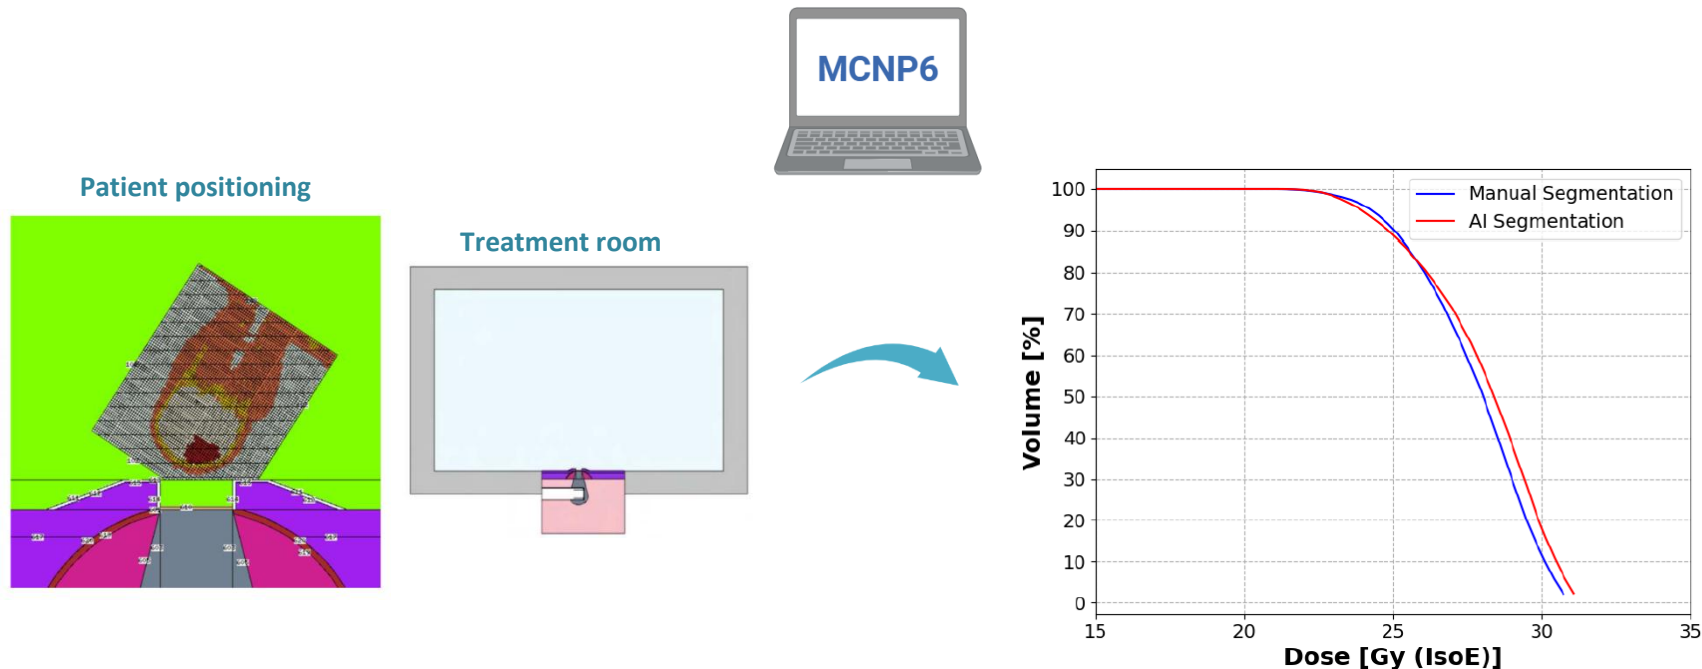 MCNP6
Patient positioning
Treatment room
Manual Segmentation
AI Segmentation
Volume [%]
100
90
80
70
60
50
40
30
20
10
0
15 20 25 30 35
Dose [Gy (IsoE)]